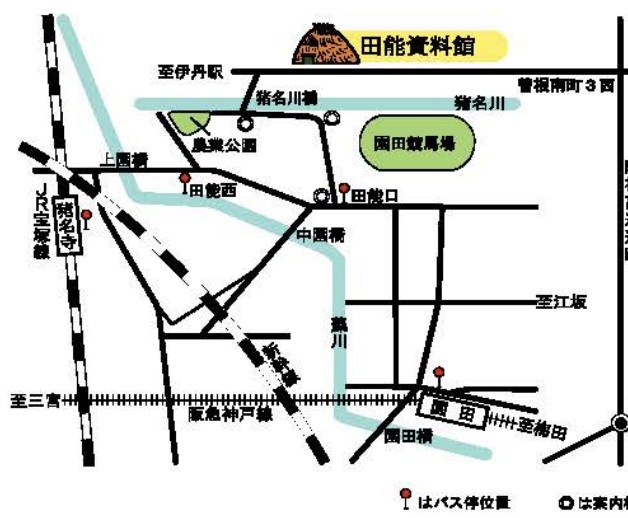 田能資料館
至伊丹駅
曽根南町3西
猪名川橋
猪名川
農業公園
園田競馬場
上園橋
田能西
田能口
JR宝塚線
猪名寺
中園橋
藻川
至江坂
新幹線
至三宮
阪急神戸線
園田
至梅田
園田橋
はバス停位置
は案内板